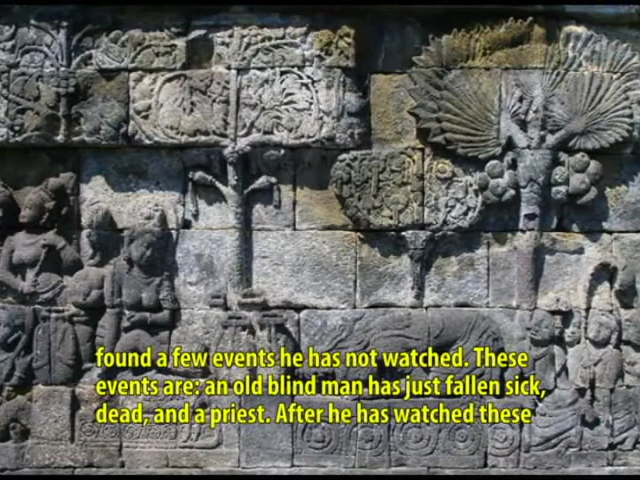 found a few events he has not watched. These
events are: an old blind man has just fallen sick,
dead, and a priest. After he has watched these